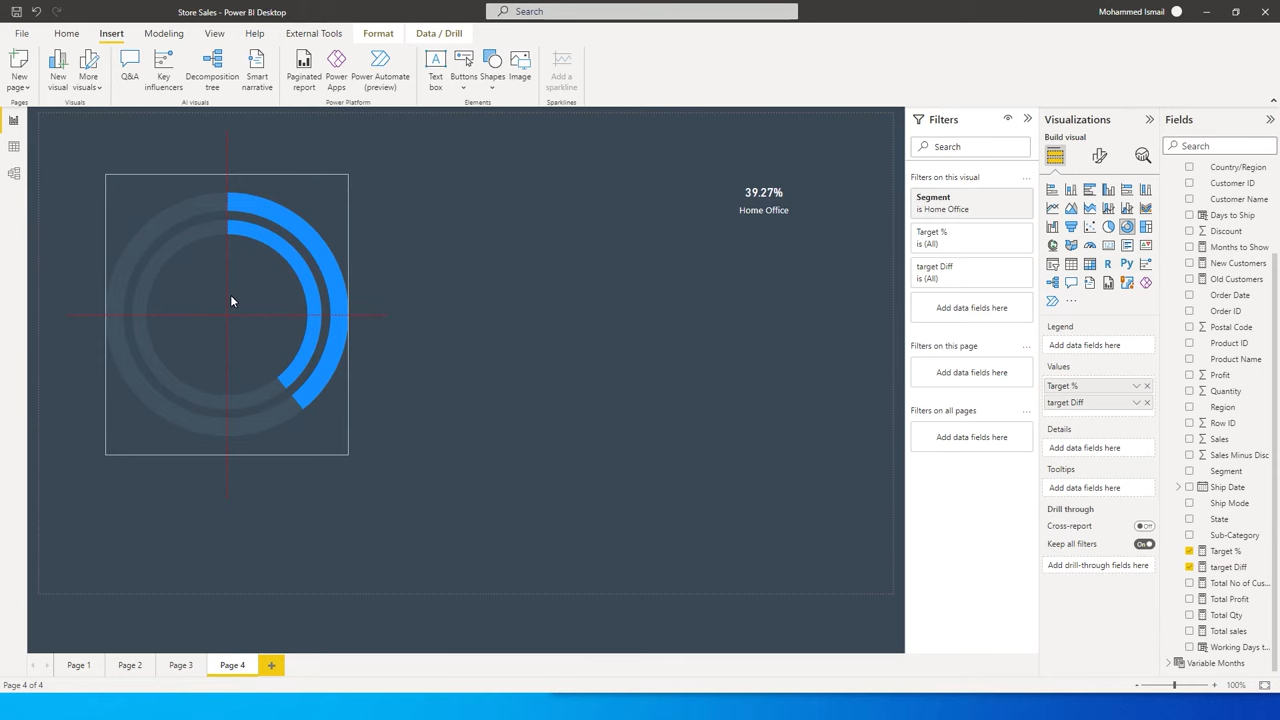 Store Sales - Power BI Desktop
Search
Mohammed Ismail
File
Home
Insert
Modeling
View
Help
External Tools
Format
Data / Drill
New page
New visual
More visuals
Q&A
Key influencers
Decomposition tree
Smart narrative
Paginated report
Power Apps
Power Automate (preview)
Text box
Buttons
Shapes
Image
Add a sparkline
Pages
Visuals
AI visuals
Power Platform
Elements
Sparklines
39.27%
Home Office
Filters
Search
Filters on this visual
Segment
is Home Office
Target %
is (All)
target Diff
is (All)
Add data fields here
Filters on this page
Add data fields here
Filters on all pages
Add data fields here
Visualizations
Build visual
R
Py
123
Legend
Add data fields here
Values
Target %
target Diff
Details
Add data fields here
Tooltips
Add data fields here
Drill through
Cross-report
Off
Keep all filters
On
Add drill-through fields here
Fields
Search
Country/Region
Customer ID
Customer Name
Days to Ship
Discount
Months to Show
New Customers
Old Customers
Order Date
Order ID
Postal Code
Product ID
Product Name
Profit
Quantity
Region
Row ID
Sales
Sales Minus Disc
Segment
Ship Date
Ship Mode
State
Sub-Category
Target %
target Diff
Total No of Cus...
Total Profit
Total Qty
Total sales
Working Days t...
Variable Months
Page 1
Page 2
Page 3
Page 4
Page 4 of 4
100%